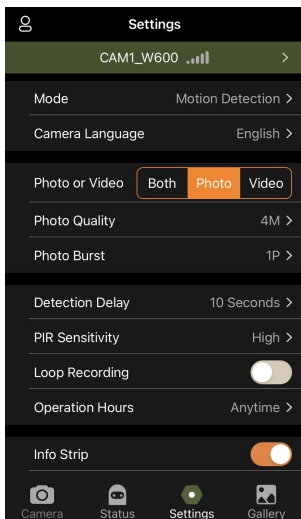 Settings
CAM1_W600
Mode Motion Detection
Camera Language English
Photo or Video Both Photo Video
Photo Quality 4M
Photo Burst 1P
Detection Delay 10 Seconds
PIR Sensitivity High
Loop Recording
Operation Hours Anytime
Info Strip
Camera Status Settings Gallery